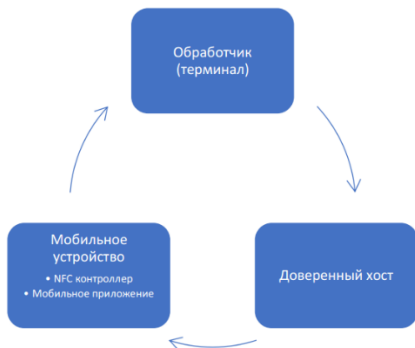 Обработчик
(терминал)
Мобильное
устройство
• NFC контроллер
• Мобильное приложение
Доверенный хост